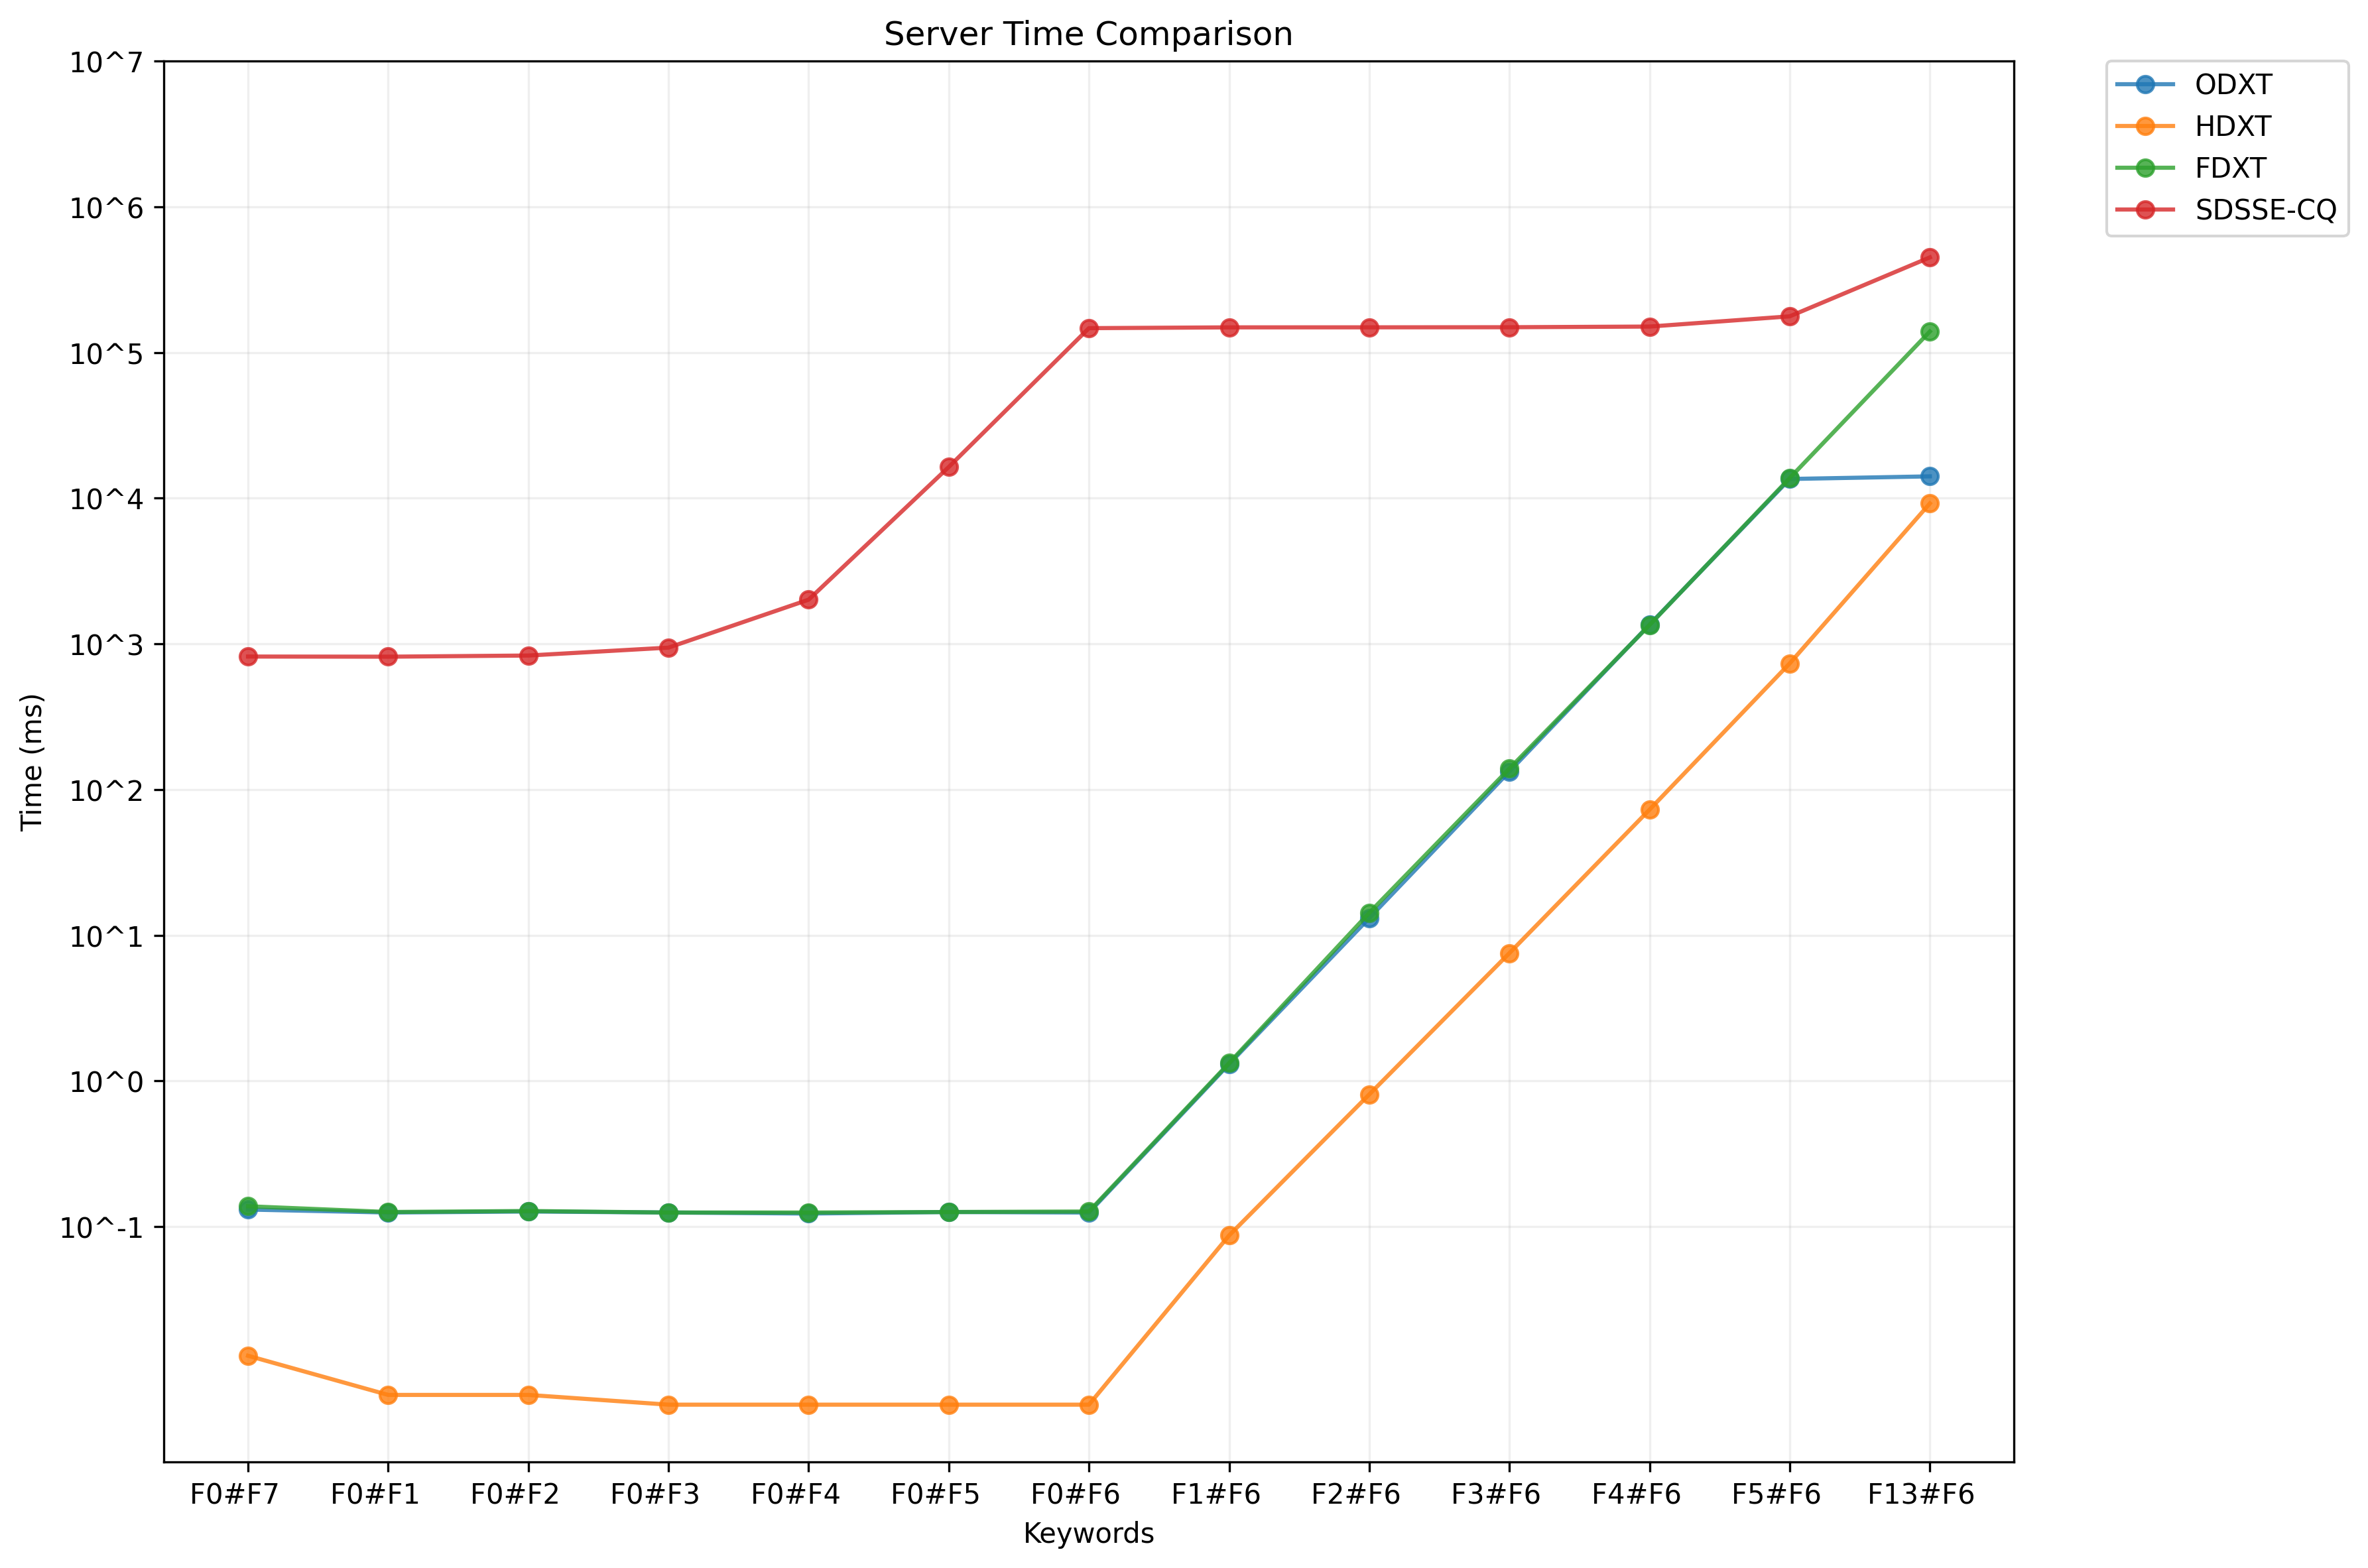 Server Time Comparison
10^7
10^6
10^5
10^4
10^3
10^2
10^1
10^0
10^-1
Time (ms)
F0#F7 F0#F1 F0#F2 F0#F3 F0#F4 F0#F5 F0#F6 F1#F6 F2#F6 F3#F6 F4#F6 F5#F6 F13#F6
Keywords
ODXT
HDXT
FDXT
SDSSE-CQ